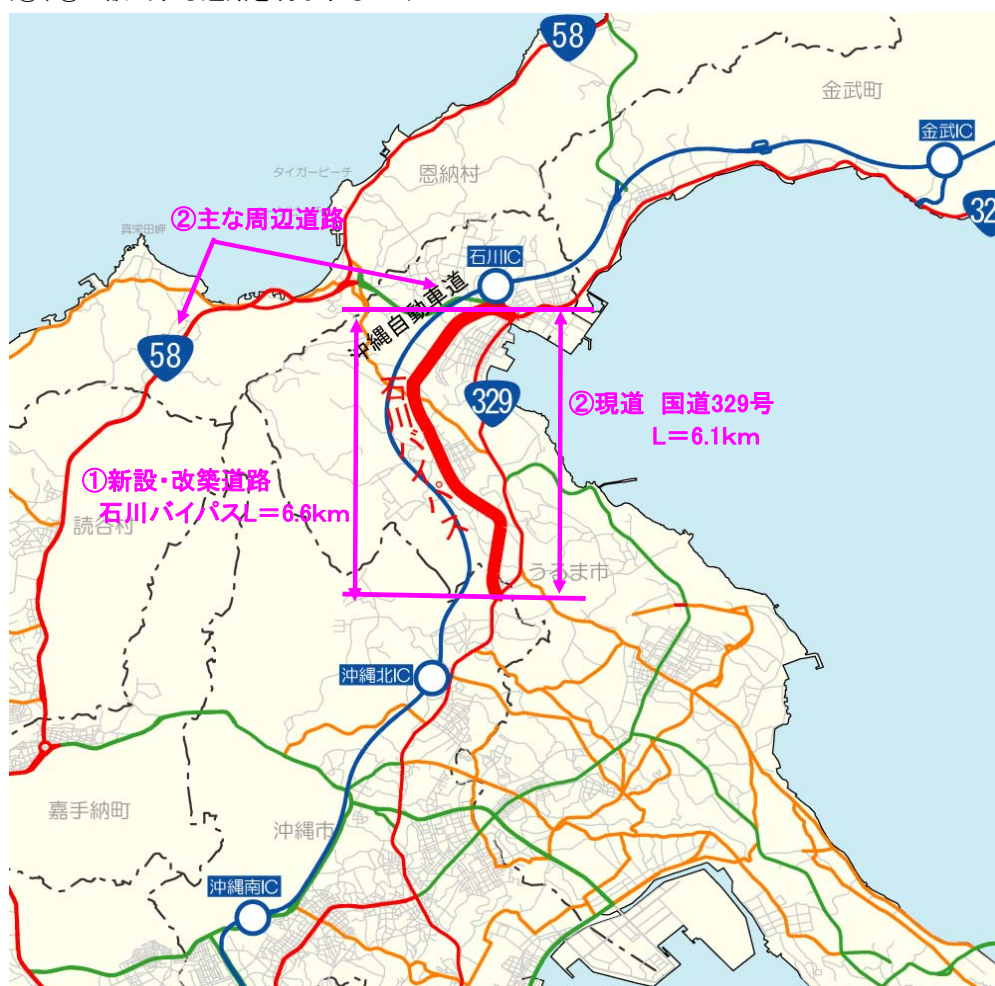 58
金武町
金武IC
タイガービーチ
恩納村
真栄田岬
②主な周辺道路
石川IC
沖縄自動車道
58
329
②現道 国道329号
L=6.1km
石川バイパス
①新設・改築道路
石川バイパスL=6.6km
読谷村
うるま市
沖縄北IC
嘉手納町
沖縄市
沖縄南IC